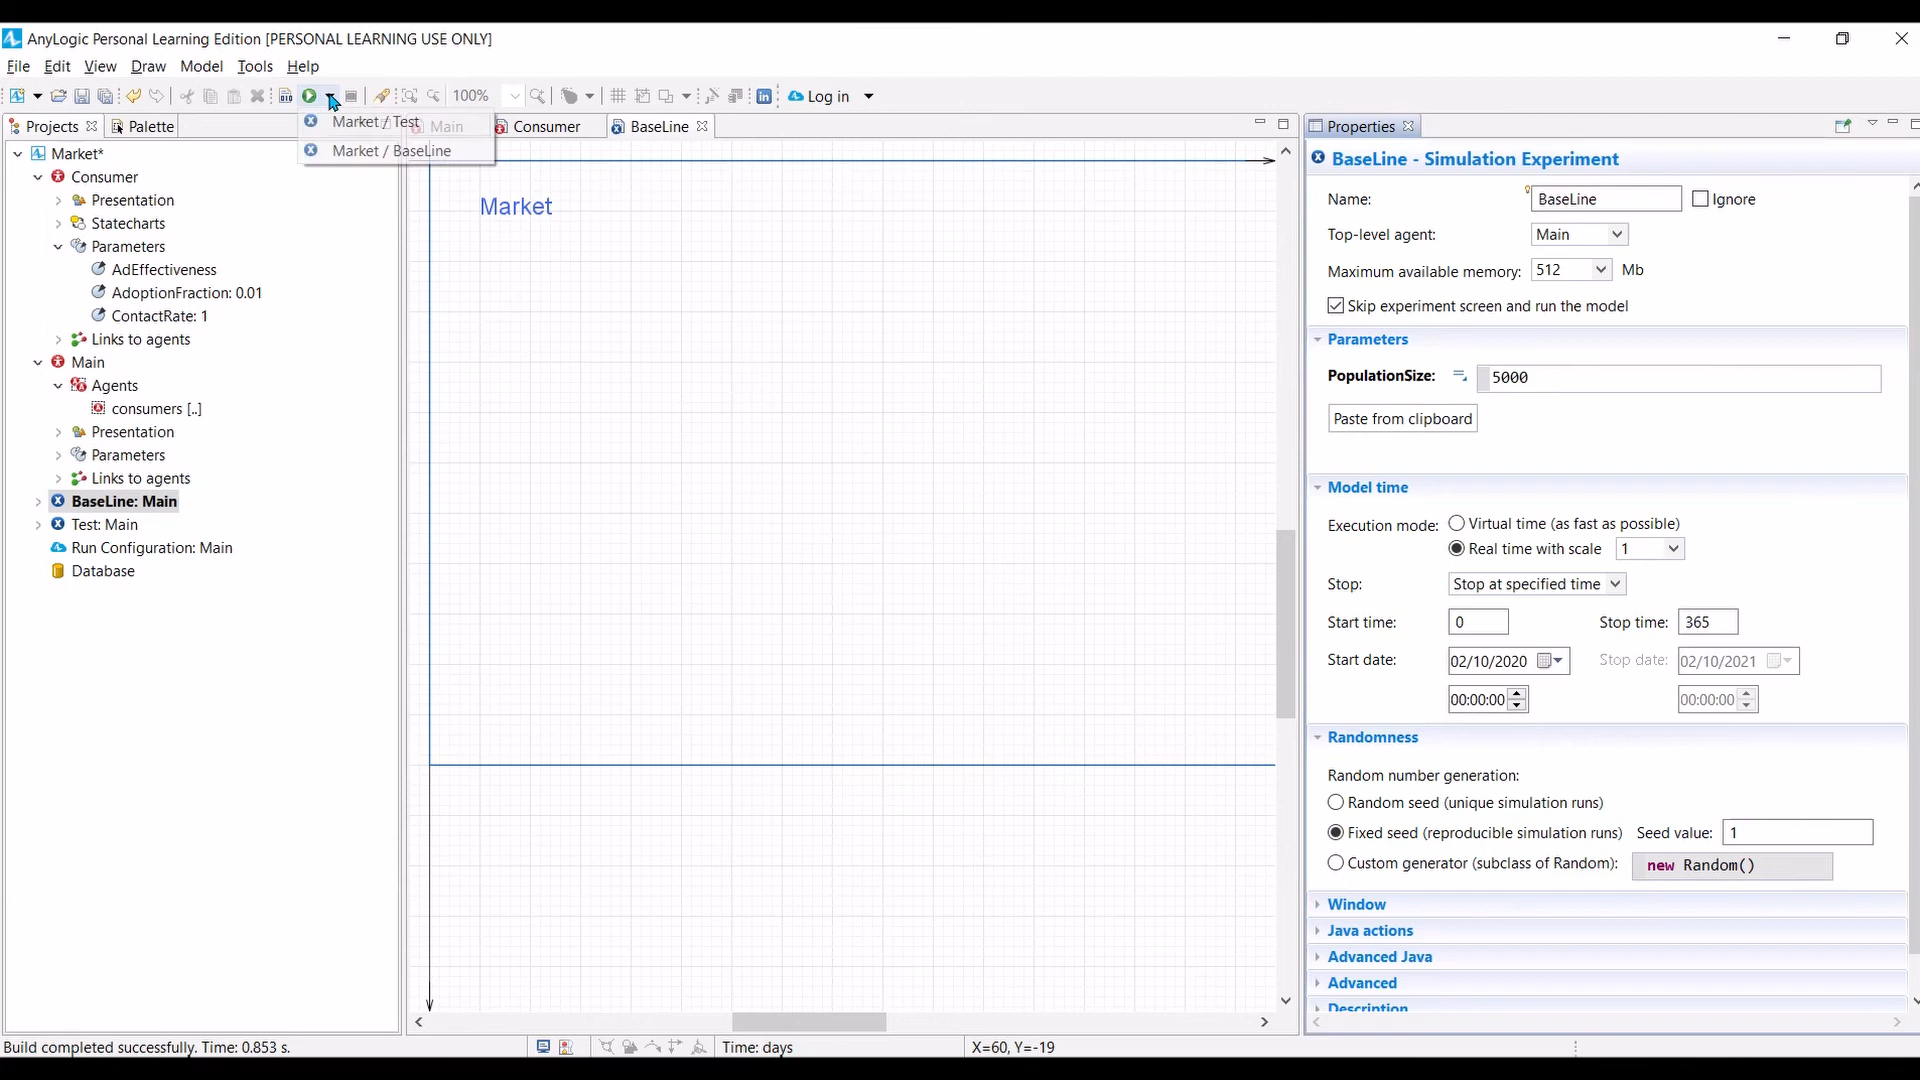 AnyLogic Personal Learning Edition [PERSONAL LEARNING USE ONLY]
File Edit View Draw Model Tools Help
100% Log in
Market / Test
Market / BaseLine
Projects Palette
Main Consumer BaseLine
Market*
Consumer
Presentation
Statecharts
Parameters
AdEffectiveness
AdoptionFraction: 0.01
ContactRate: 1
Links to agents
Main
Agents
consumers [..]
Presentation
Parameters
Links to agents
BaseLine: Main
Test: Main
Run Configuration: Main
Database
Market
Properties
BaseLine - Simulation Experiment
Name: BaseLine Ignore
Top-level agent: Main
Maximum available memory: 512 Mb
Skip experiment screen and run the model
Parameters
PopulationSize: 5000
Paste from clipboard
Model time
Execution mode: Virtual time (as fast as possible)
Real time with scale 1
Stop: Stop at specified time
Start time: 0 Stop time: 365
Start date: 02/10/2020 Stop date: 02/10/2021
00:00:00 00:00:00
Randomness
Random number generation:
Random seed (unique simulation runs)
Fixed seed (reproducible simulation runs) Seed value: 1
Custom generator (subclass of Random): new Random()
Window
Java actions
Advanced Java
Advanced
Description
Build completed successfully. Time: 0.853 s. Time: days X=60, Y=-19